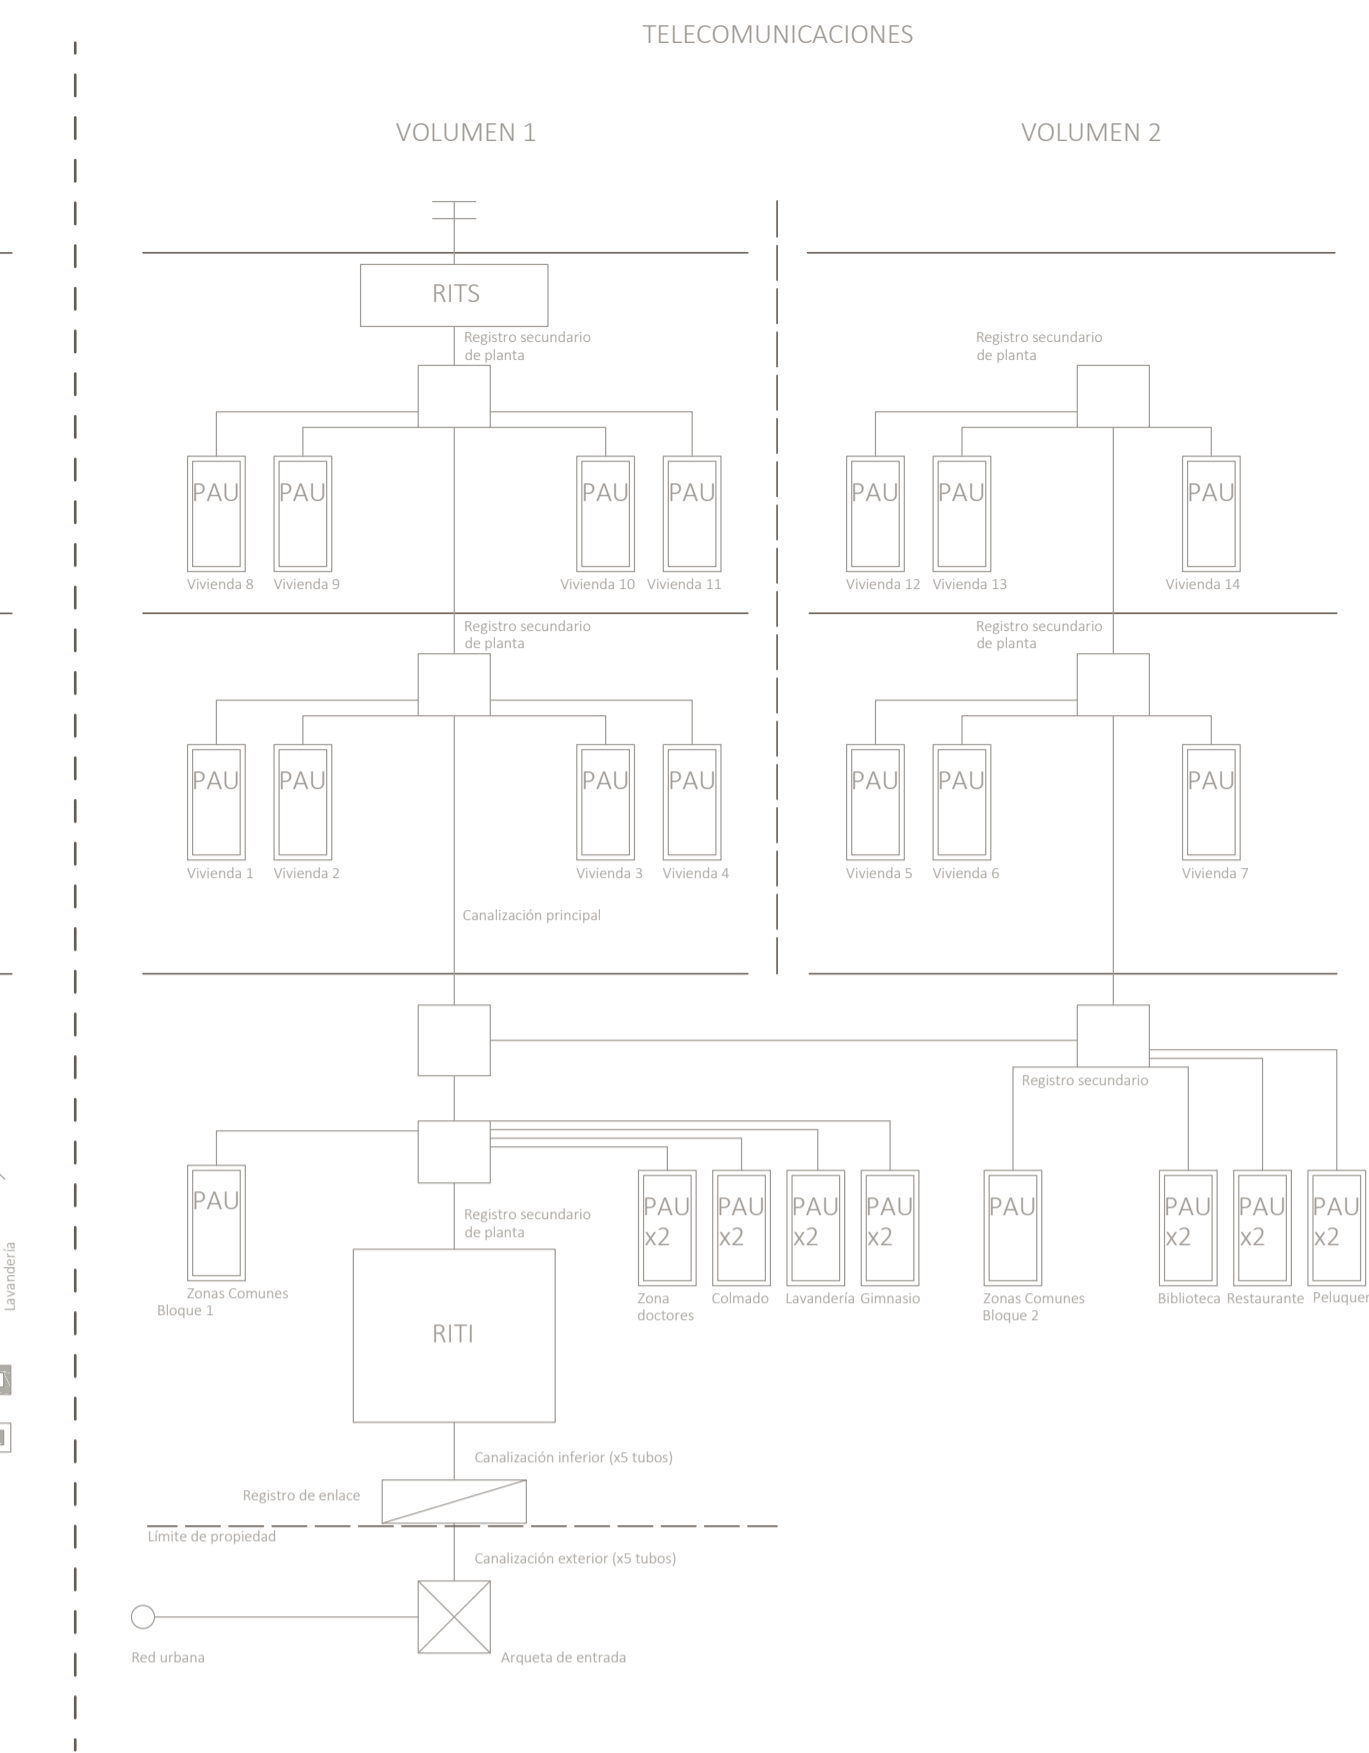 TELECOMUNICACIONES
VOLUMEN 1
VOLUMEN 2
RITS
Registro secundario
de planta
Registro secundario
de planta
PAU
PAU
PAU
PAU
PAU
PAU
PAU
Vivienda 8
Vivienda 9
Vivienda 10
Vivienda 11
Vivienda 12
Vivienda 13
Vivienda 14
Registro secundario
de planta
Registro secundario
de planta
PAU
PAU
PAU
PAU
PAU
PAU
PAU
Vivienda 1
Vivienda 2
Vivienda 3
Vivienda 4
Vivienda 5
Vivienda 6
Vivienda 7
Canalización principal
Registro secundario
PAU
Registro secundario
de planta
PAU
x2
PAU
x2
PAU
x2
PAU
x2
PAU
PAU
x2
PAU
x2
PAU
x2
Zonas Comunes
Bloque 1
Zona
doctores
Colmado
Lavandería
Gimnasio
Zonas Comunes
Bloque 2
Biblioteca
Restaurante
Peluquer
Lavandería
RITI
Canalización inferior (x5 tubos)
Registro de enlace
Límite de propiedad
Canalización exterior (x5 tubos)
Red urbana
Arqueta de entrada